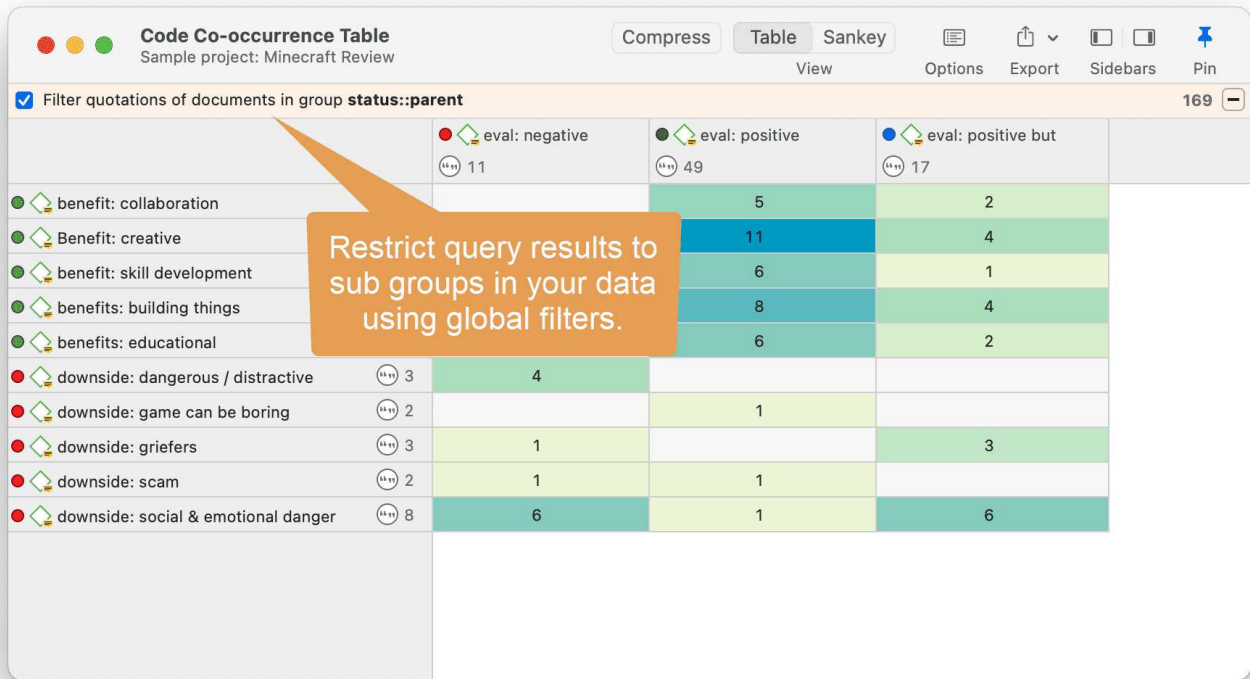 Code Co-occurrence Table
Sample project: Minecraft Review
Compress
Table Sankey
View
Options
Export
Sidebars
Pin
Filter quotations of documents in group status::parent
169
eval: negative
11
eval: positive
49
eval: positive but
17
benefit: collaboration 5 2
Benefit: creative 11 4
benefit: skill development 6 1
benefits: building things 8 4
benefits: educational 6 2
downside: dangerous / distractive 3 4
downside: game can be boring 2 1
downside: griefers 3 1 3
downside: scam 2 1 1
downside: social & emotional danger 8 6 1 6
Restrict query results to
sub groups in your data
using global filters.